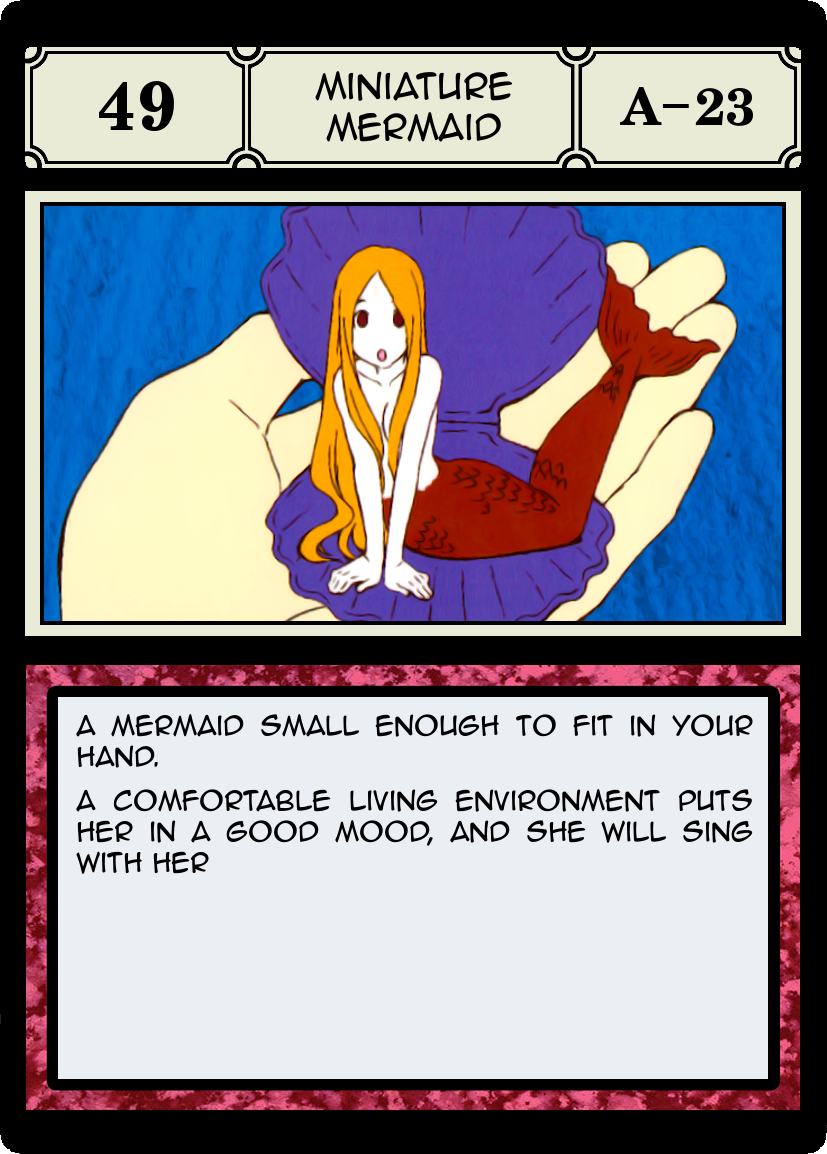 49
MINIATURE
MERMAID
A-23
A MERMAID SMALL ENOUGH TO FIT IN YOUR
HAND.
A COMFORTABLE LIVING ENVIRONMENT PUTS
HER IN A GOOD MOOD, AND SHE WILL SING
WITH HER